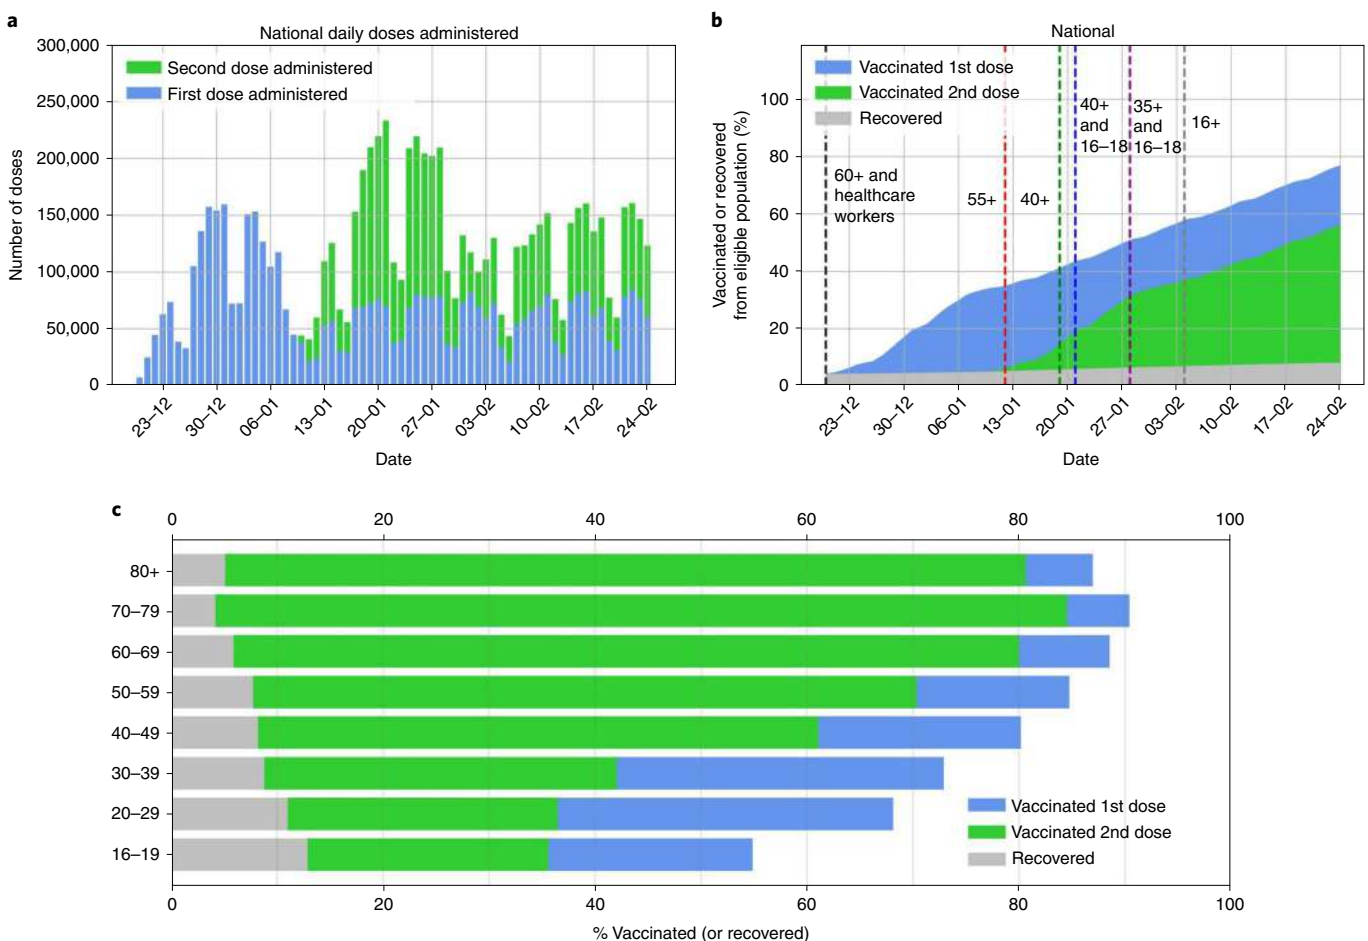 a
National daily doses administered
300,000
250,000
200,000
150,000
100,000
50,000
0
Number of doses
Second dose administered
First dose administered
23–12
30–12
06–01
13–01
20–01
27–01
03–02
10–02
17–02
24–02
Date
b
National
Vaccinated or recovered
from eligible population (%)
100
80
60
40
20
0
Vaccinated 1st dose
Vaccinated 2nd dose
Recovered
60+ and
healthcare
workers
55+
40+
40+
and
16–18
35+
and
16–18
16+
23–12
30–12
06–01
13–01
20–01
27–01
03–02
10–02
17–02
24–02
Date
c
0 20 40 60 80 100
80+
70–79
60–69
50–59
40–49
30–39
20–29
16–19
Vaccinated 1st dose
Vaccinated 2nd dose
Recovered
0 20 40 60 80 100
% Vaccinated (or recovered)